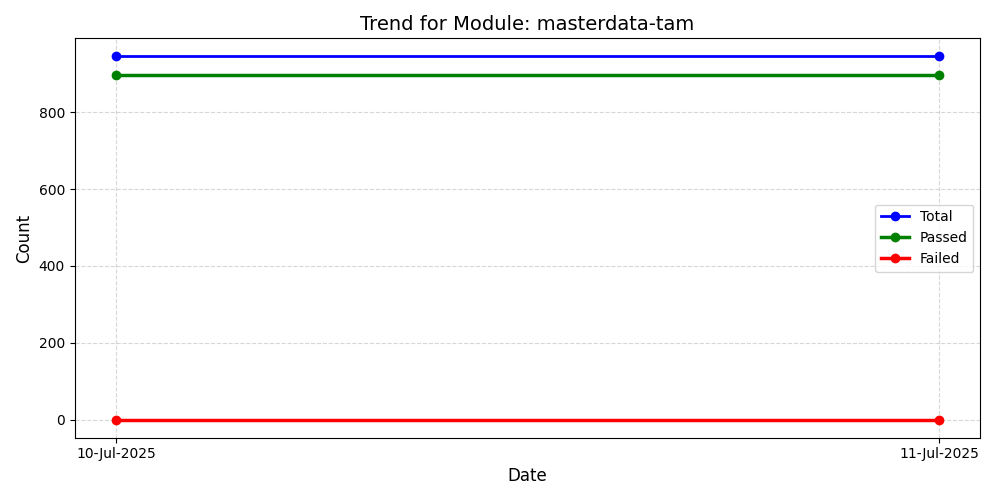 Trend for Module: masterdata-tam
Count
800
600
400
200
0
Total
Passed
Failed
10-Jul-2025
11-Jul-2025
Date